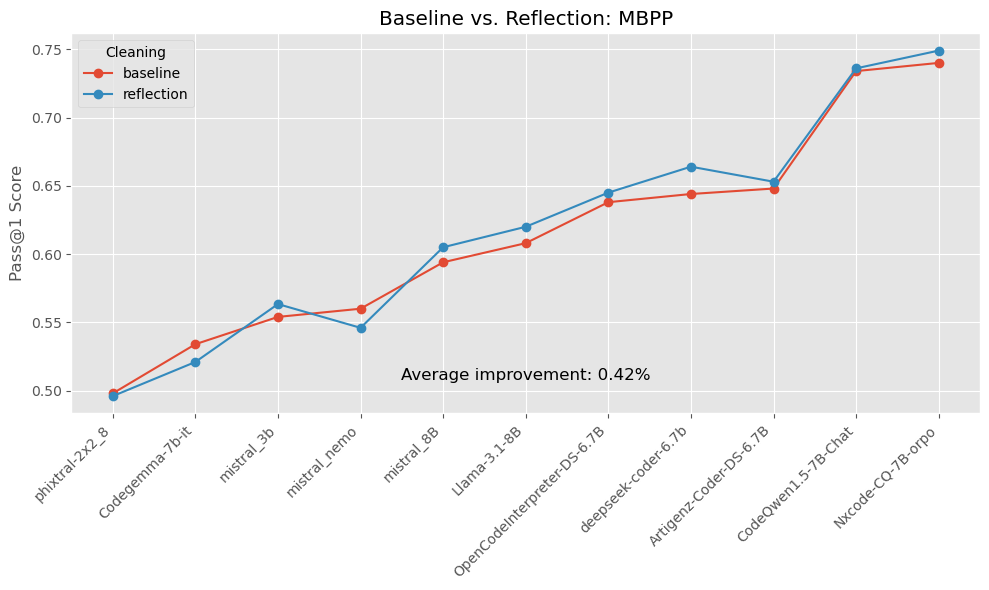 Baseline vs. Reflection: MBPP
Cleaning
baseline
reflection
Pass@1 Score
0.75
0.70
0.65
0.60
0.55
0.50
Average improvement: 0.42%
phixtral-2x2_8
Codegemma-7b-it
mistral_3b
mistral_nemo
mistral_8B
Llama-3.1-8B
OpenCodeInterpreter-DS-6.7B
deepseek-coder-6.7b
Artigenz-Coder-DS-6.7B
CodeQwen1.5-7B-Chat
Nxcode-CQ-7B-orpo